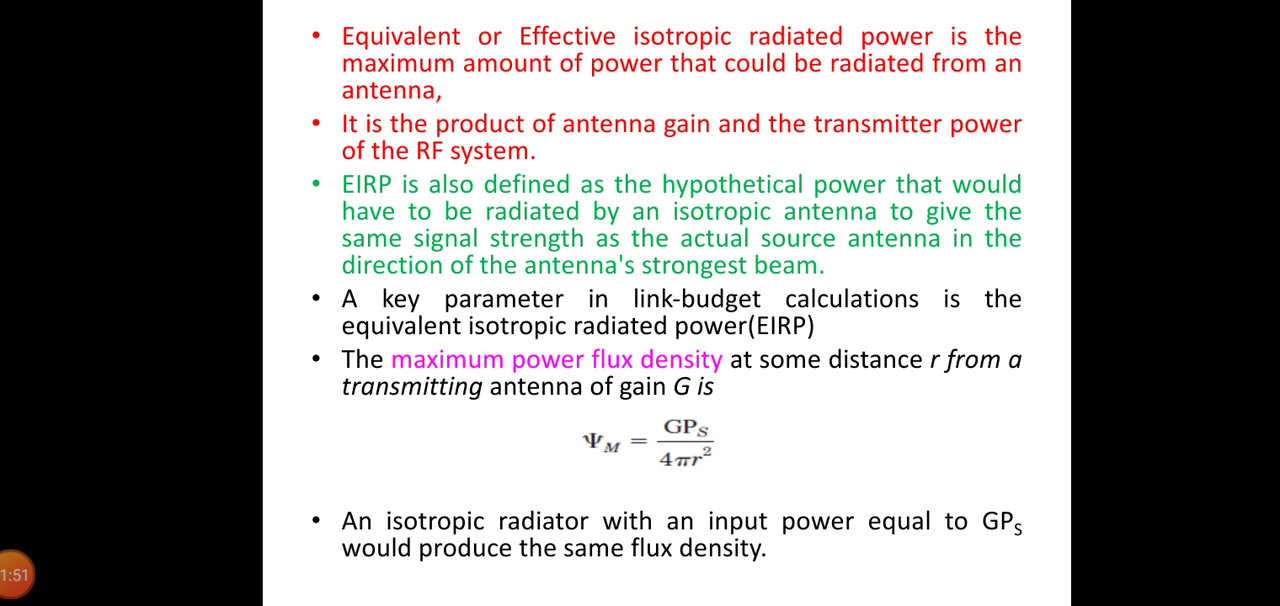 • Equivalent or Effective isotropic radiated power is the
maximum amount of power that could be radiated from an
antenna,
• It is the product of antenna gain and the transmitter power
of the RF system.
• EIRP is also defined as the hypothetical power that would
have to be radiated by an isotropic antenna to give the
same signal strength as the actual source antenna in the
direction of the antenna's strongest beam.
• A key parameter in link-budget calculations is the
equivalent isotropic radiated power(EIRP)
• The maximum power flux density at some distance r from a
transmitting antenna of gain G is
Ψ_M = GP_S / 4πr²
• An isotropic radiator with an input power equal to GP_S
would produce the same flux density.
1:51